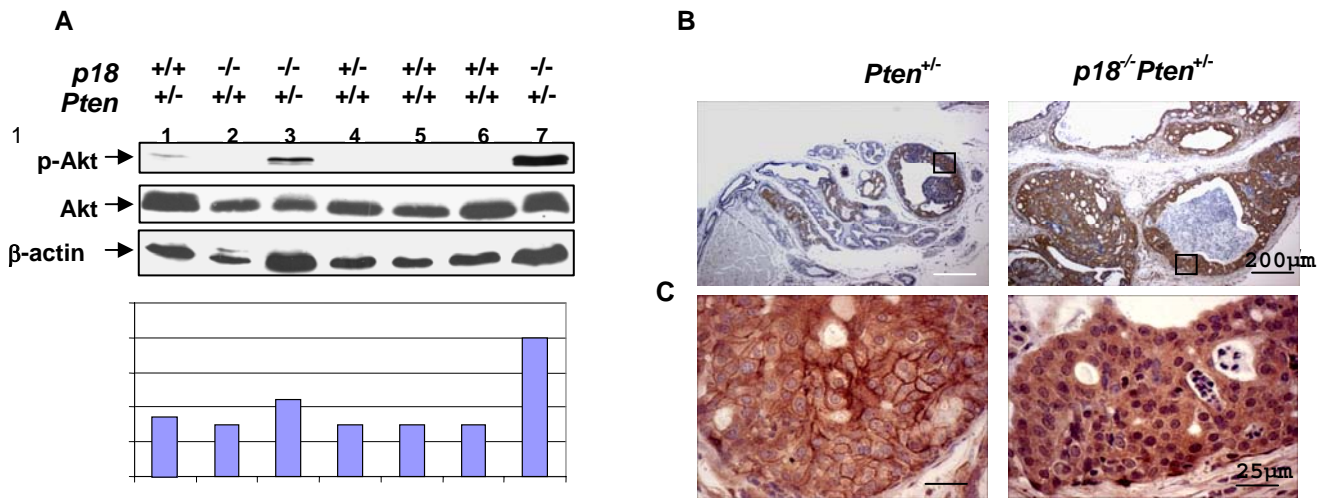 A
p18 +/+ -/- -/- +/- +/+ +/+ -/-
Pten +/- +/+ +/- +/+ +/+ +/+ +/-
1
1 2 3 4 5 6 7
p-Akt
Akt
β-actin
B
Pten+/- p18-/-Pten+/-
200µm
C
25µm